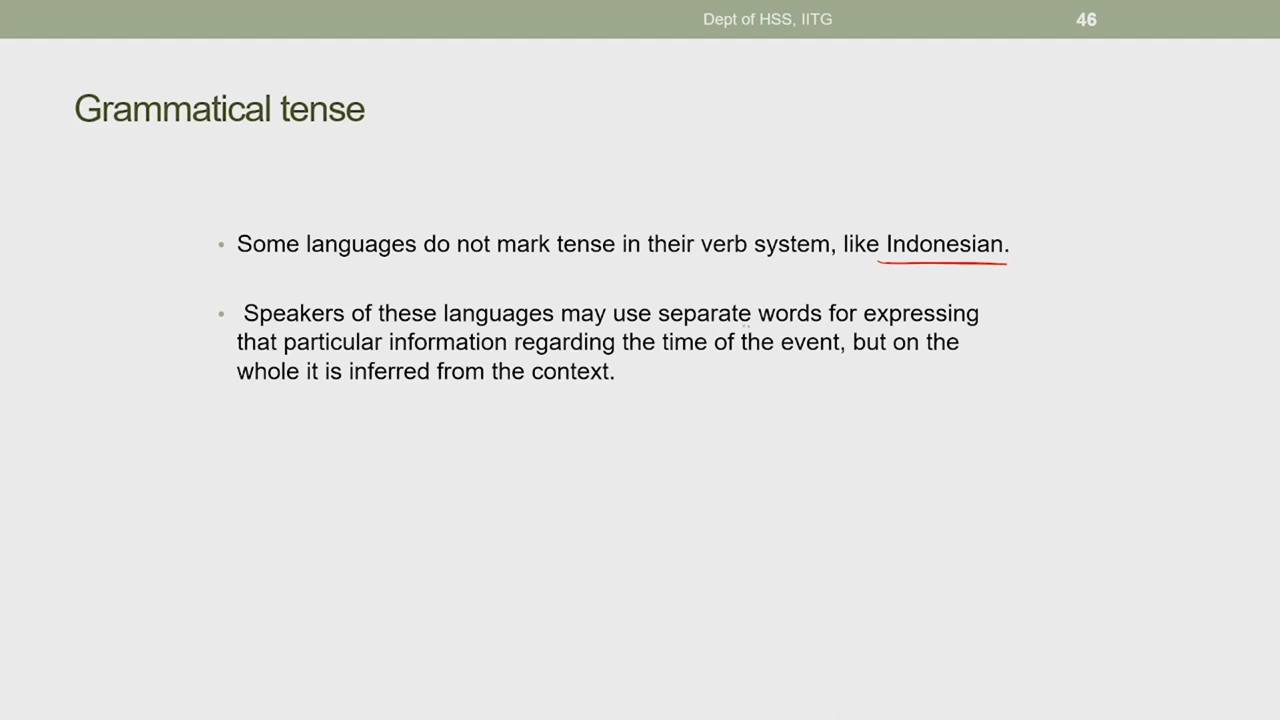 Dept of HSS, IITG
46
Grammatical tense
• Some languages do not mark tense in their verb system, like Indonesian.
• Speakers of these languages may use separate words for expressing
that particular information regarding the time of the event, but on the
whole it is inferred from the context.